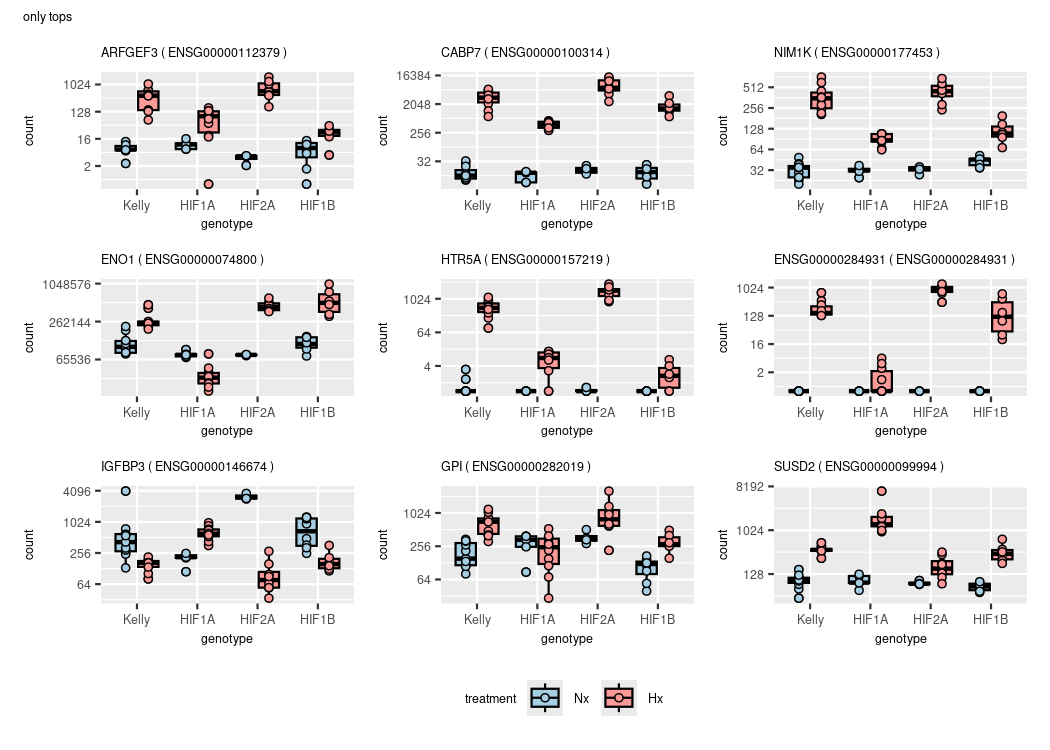 only tops
ARFGEF3 ( ENSG00000112379 )
CABP7 ( ENSG00000100314 )
NIM1K ( ENSG00000177453 )
count
1024
128
16
2
count
16384
2048
256
32
count
512
256
128
64
32
Kelly HIF1A HIF2A HIF1B
Kelly HIF1A HIF2A HIF1B
Kelly HIF1A HIF2A HIF1B
genotype
genotype
genotype
ENO1 ( ENSG00000074800 )
HTR5A ( ENSG00000157219 )
ENSG00000284931 ( ENSG00000284931 )
count
1048576
262144
65536
count
1024
64
4
count
1024
128
16
2
Kelly HIF1A HIF2A HIF1B
Kelly HIF1A HIF2A HIF1B
Kelly HIF1A HIF2A HIF1B
genotype
genotype
genotype
IGFBP3 ( ENSG00000146674 )
GPI ( ENSG00000282019 )
SUSD2 ( ENSG00000099994 )
count
4096
1024
256
64
count
1024
256
64
count
8192
1024
128
Kelly HIF1A HIF2A HIF1B
Kelly HIF1A HIF2A HIF1B
Kelly HIF1A HIF2A HIF1B
genotype
genotype
genotype
treatment Nx Hx